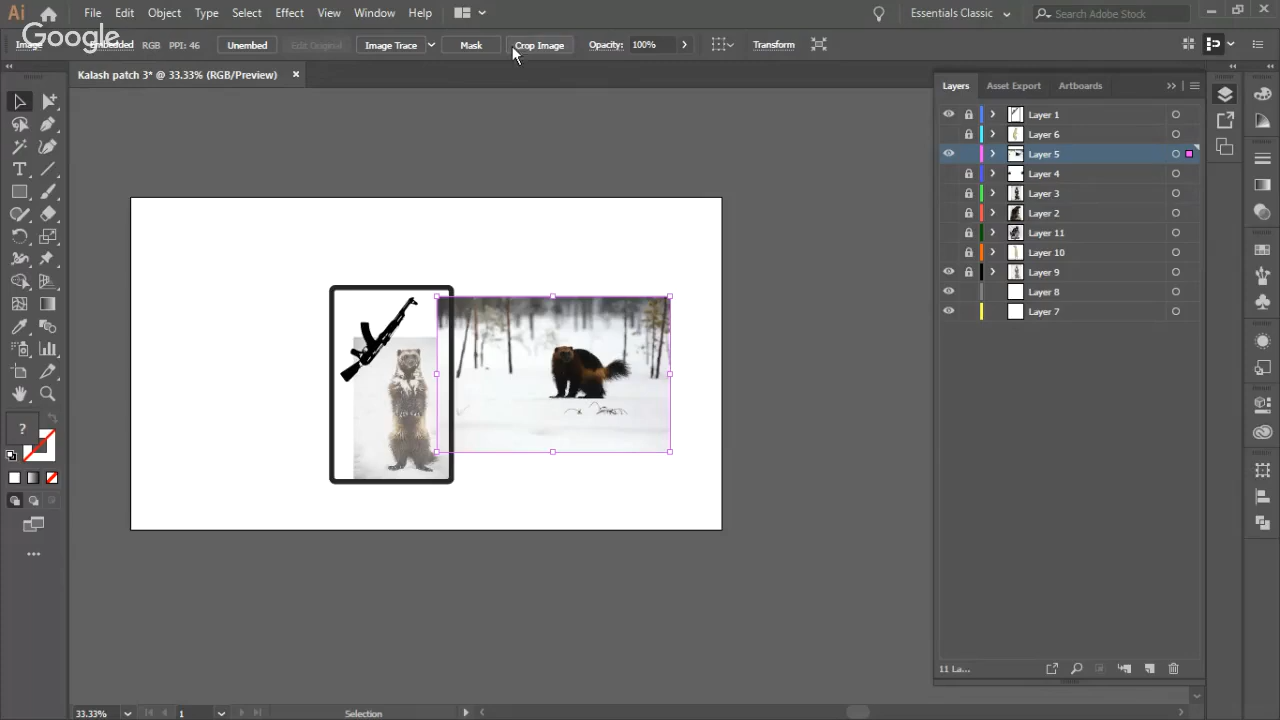 Ai File Edit Object Type Select Effect View Window Help Essentials Classic Search Adobe Stock
Google
Image Embedded RGB PPI: 46 Unembed Edit Original Image Trace Mask Crop Image Opacity: 100% Transform
Kalash patch 3* @ 33.33% (RGB/Preview)
Layers Asset Export Artboards
Layer 1
Layer 6
Layer 5
Layer 4
Layer 3
Layer 2
Layer 11
Layer 10
Layer 9
Layer 8
Layer 7
?
11 La...
33.33% 1 Selection